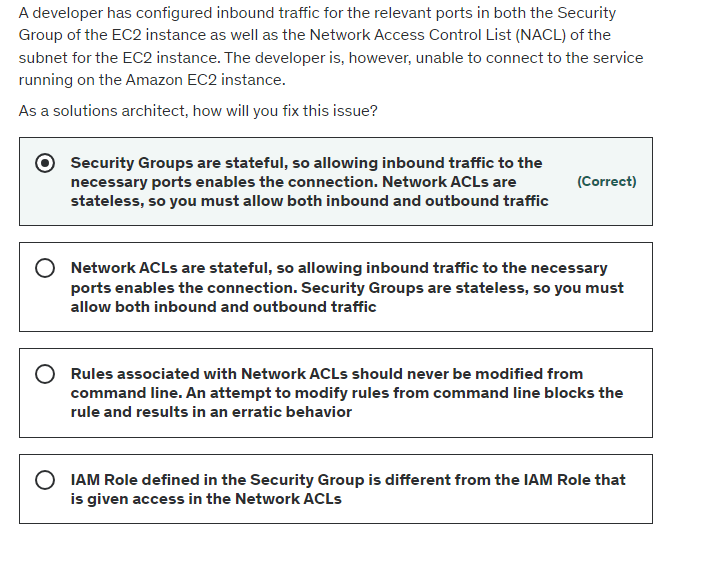 A developer has configured inbound traffic for the relevant ports in both the Security
Group of the EC2 instance as well as the Network Access Control List (NACL) of the
subnet for the EC2 instance. The developer is, however, unable to connect to the service
running on the Amazon EC2 instance.
As a solutions architect, how will you fix this issue?
Security Groups are stateful, so allowing inbound traffic to the
necessary ports enables the connection. Network ACLs are
stateless, so you must allow both inbound and outbound traffic
(Correct)
Network ACLs are stateful, so allowing inbound traffic to the necessary
ports enables the connection. Security Groups are stateless, so you must
allow both inbound and outbound traffic
Rules associated with Network ACLs should never be modified from
command line. An attempt to modify rules from command line blocks the
rule and results in an erratic behavior
IAM Role defined in the Security Group is different from the IAM Role that
is given access in the Network ACLs